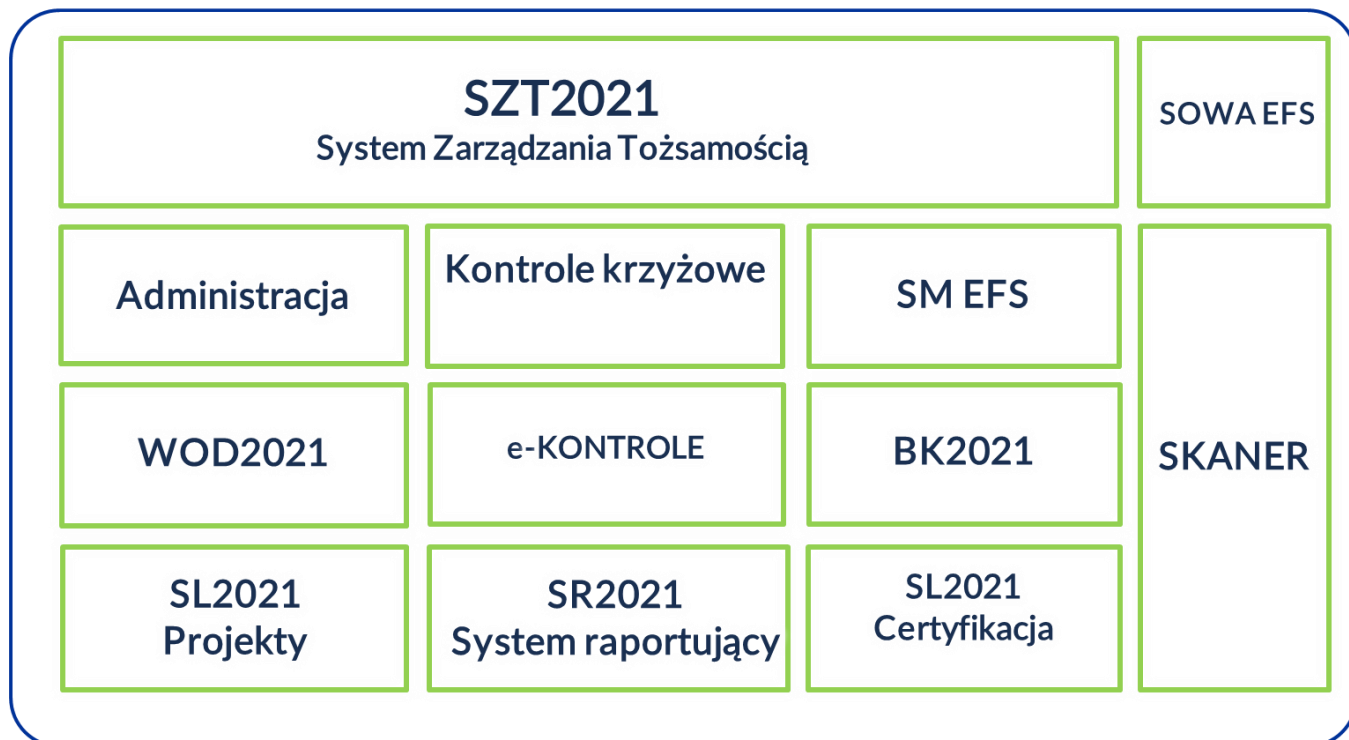 SZT2021
System Zarządzania Tożsamością
SOWA EFS
Administracja
Kontrole krzyżowe
SM EFS
WOD2021
e-KONTROLE
BK2021
SKANER
SL2021
Projekty
SR2021
System raportujący
SL2021
Certyfikacja